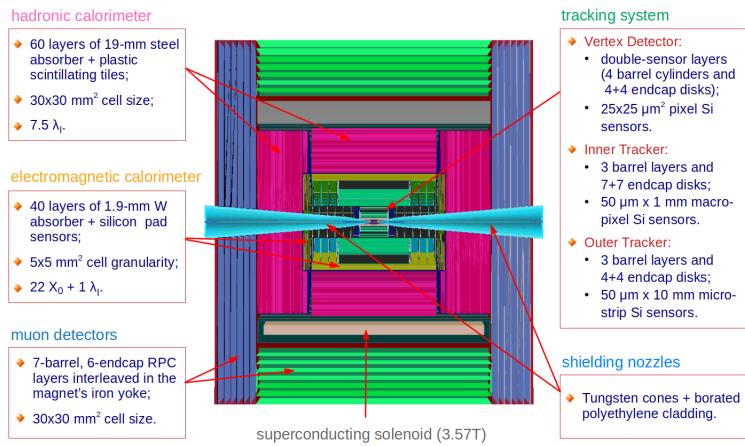 hadronic calorimeter
60 layers of 19-mm steel
absorber + plastic
scintillating tiles;
30x30 mm² cell size;
7.5 λI.
electromagnetic calorimeter
40 layers of 1.9-mm W
absorber + silicon pad
sensors;
5x5 mm² cell granularity;
22 X0 + 1 λI.
muon detectors
7-barrel, 6-endcap RPC
layers interleaved in the
magnet's iron yoke;
30x30 mm² cell size.
superconducting solenoid (3.57T)
tracking system
Vertex Detector:
double-sensor layers
(4 barrel cylinders and
4+4 endcap disks);
25x25 µm² pixel Si
sensors.
Inner Tracker:
3 barrel layers and
7+7 endcap disks;
50 µm x 1 mm macro-
pixel Si sensors.
Outer Tracker:
3 barrel layers and
4+4 endcap disks;
50 µm x 10 mm micro-
strip Si sensors.
shielding nozzles
Tungsten cones + borated
polyethylene cladding.